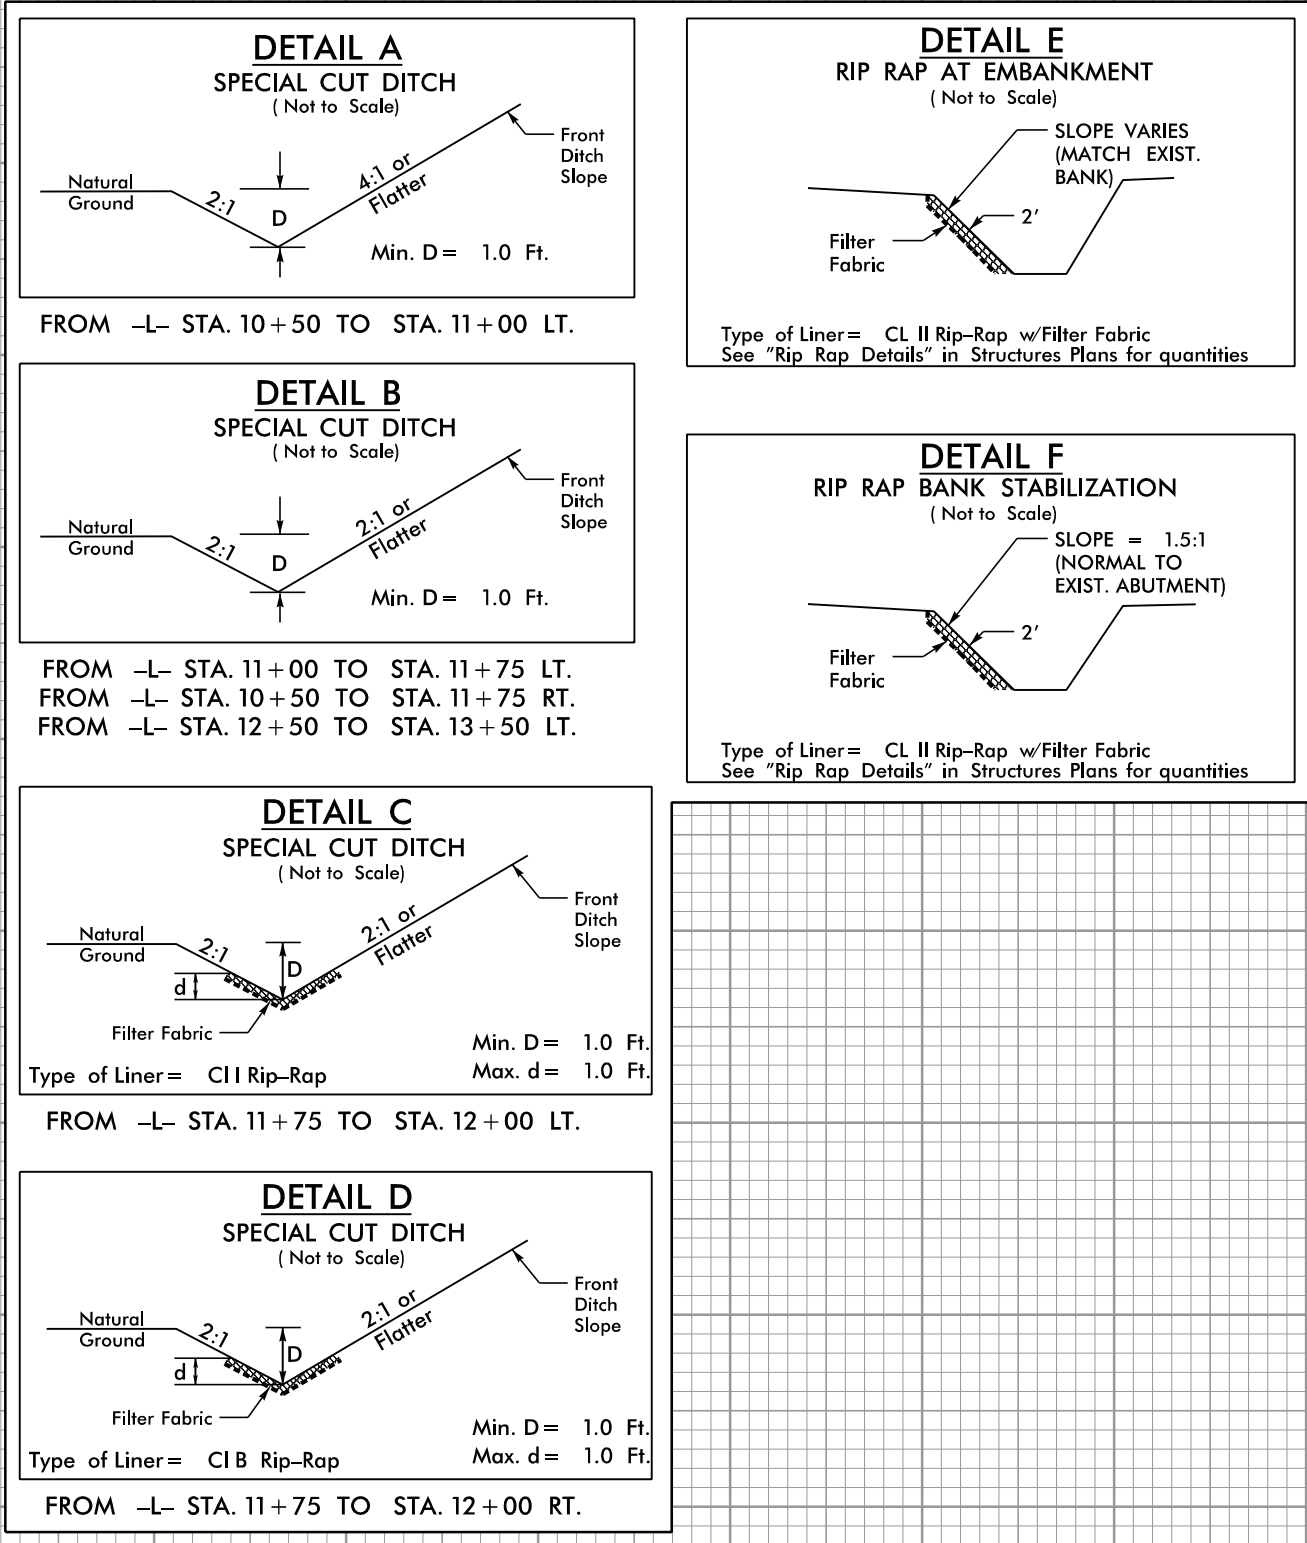 DETAIL A
SPECIAL CUT DITCH
( Not to Scale)
Front
Ditch
Slope
Natural
Ground
2:1
D
4:1 or
Flatter
Min. D = 1.0 Ft.
FROM -L- STA. 10+50 TO STA. 11+00 LT.
DETAIL B
SPECIAL CUT DITCH
( Not to Scale)
Front
Ditch
Slope
Natural
Ground
2:1
D
2:1 or
Flatter
Min. D = 1.0 Ft.
FROM -L- STA. 11+00 TO STA. 11+75 LT.
FROM -L- STA. 10+50 TO STA. 11+75 RT.
FROM -L- STA. 12+50 TO STA. 13+50 LT.
DETAIL C
SPECIAL CUT DITCH
( Not to Scale)
Front
Ditch
Slope
Natural
Ground
2:1
D
2:1 or
Flatter
d
Filter Fabric
Min. D = 1.0 Ft.
Max. d = 1.0 Ft.
Type of Liner = Cl I Rip-Rap
FROM -L- STA. 11+75 TO STA. 12+00 LT.
DETAIL D
SPECIAL CUT DITCH
( Not to Scale)
Front
Ditch
Slope
Natural
Ground
2:1
D
2:1 or
Flatter
d
Filter Fabric
Min. D = 1.0 Ft.
Max. d = 1.0 Ft.
Type of Liner = Cl B Rip-Rap
FROM -L- STA. 11+75 TO STA. 12+00 RT.
DETAIL E
RIP RAP AT EMBANKMENT
( Not to Scale)
SLOPE VARIES
(MATCH EXIST.
BANK)
2'
Filter
Fabric
Type of Liner = CL II Rip-Rap w/Filter Fabric
See "Rip Rap Details" in Structures Plans for quantities
DETAIL F
RIP RAP BANK STABILIZATION
( Not to Scale)
SLOPE = 1.5:1
(NORMAL TO
EXIST. ABUTMENT)
2'
Filter
Fabric
Type of Liner = CL II Rip-Rap w/Filter Fabric
See "Rip Rap Details" in Structures Plans for quantities